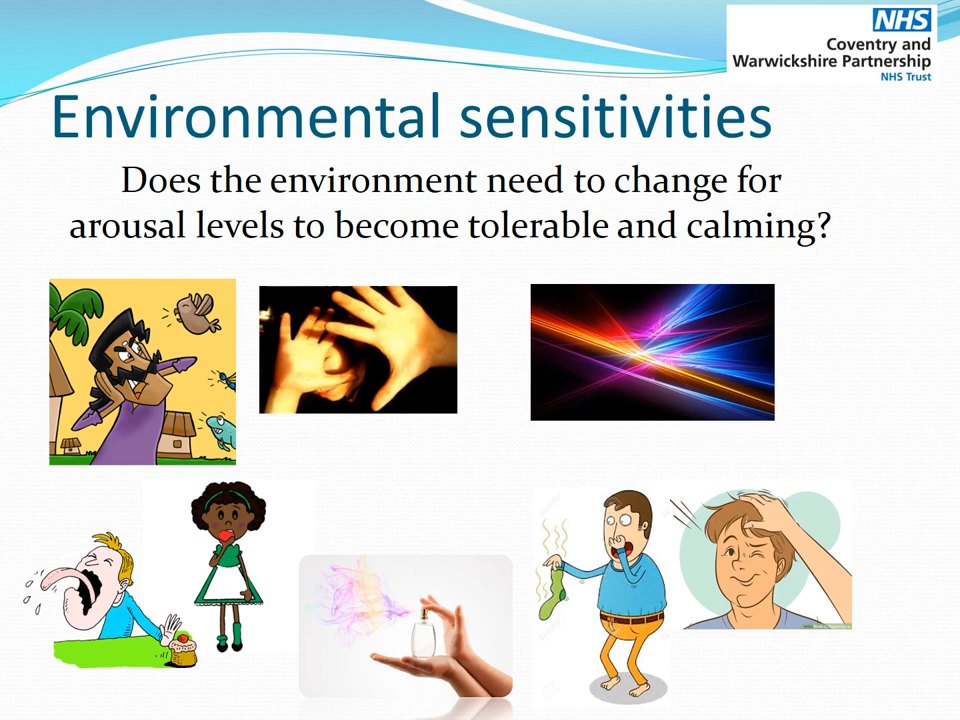 NHS
Coventry and
Warwickshire Partnership
NHS Trust
Environmental sensitivities
Does the environment need to change for
arousal levels to become tolerable and calming?